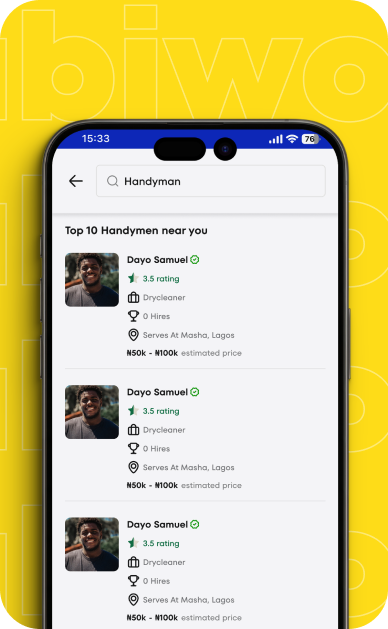 biwo
15:33
76
Handyman
Top 10 Handymen near you
Dayo Samuel
3.5 rating
Drycleaner
0 Hires
Serves At Masha, Lagos
₦50k - ₦100k estimated price
Dayo Samuel
3.5 rating
Drycleaner
0 Hires
Serves At Masha, Lagos
₦50k - ₦100k estimated price
Dayo Samuel
3.5 rating
Drycleaner
0 Hires
Serves At Masha, Lagos
₦50k - ₦100k estimated price